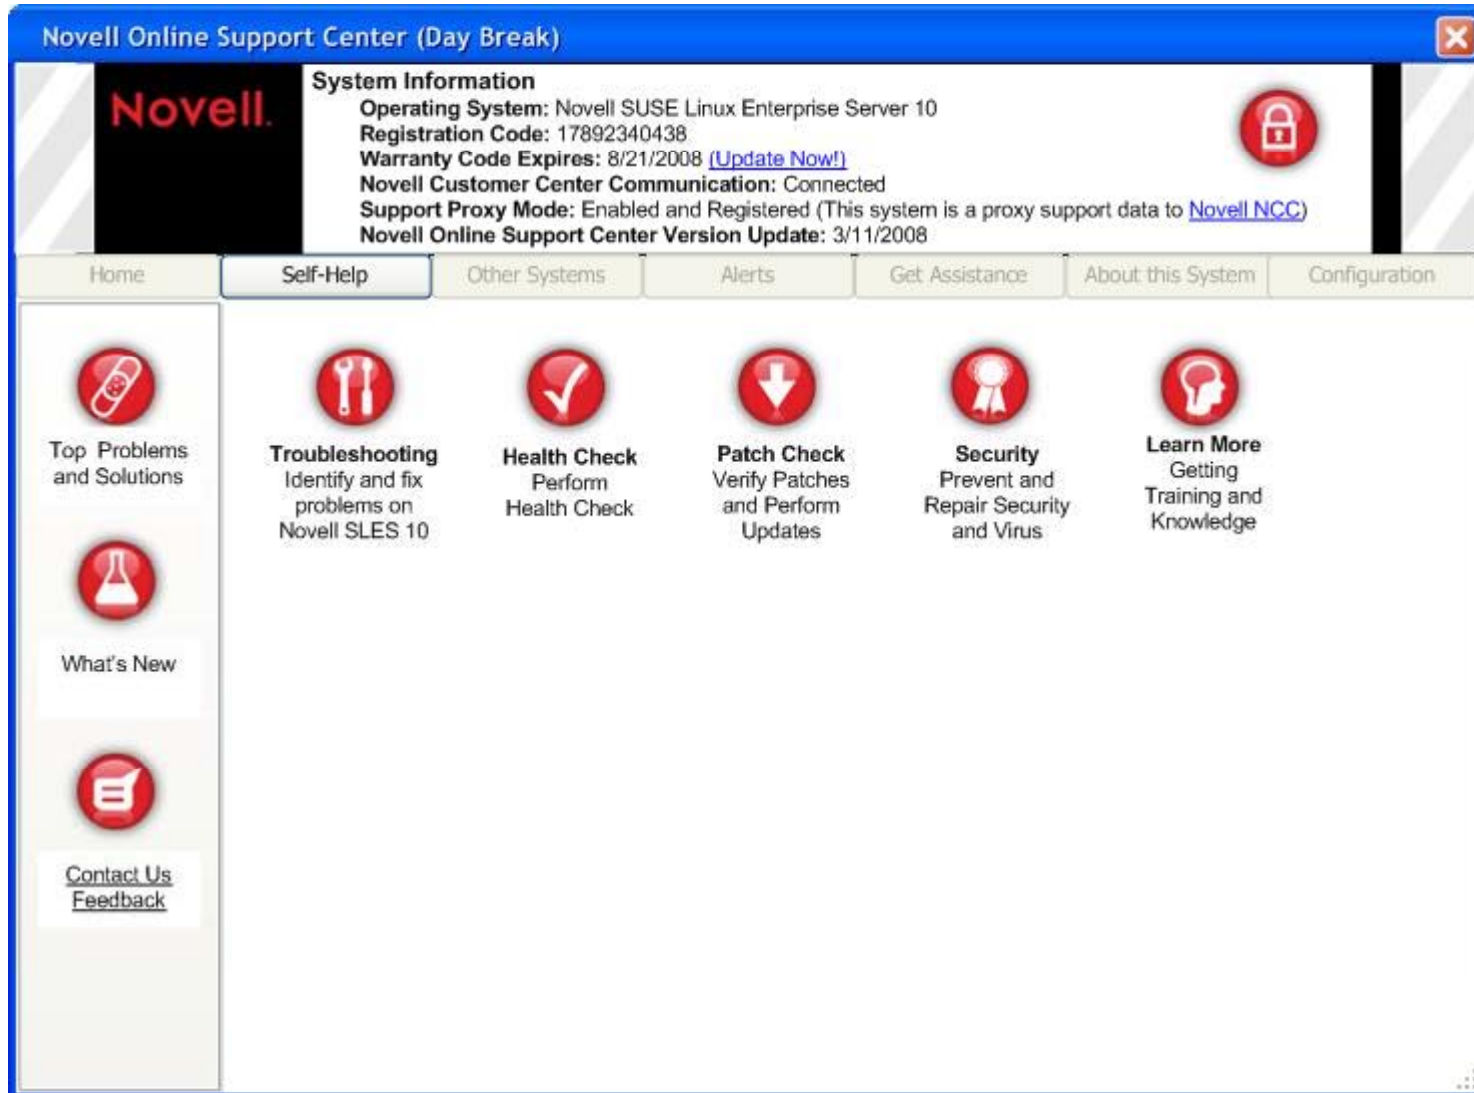 Novell Online Support Center (Day Break)
Novell.
System Information
Operating System: Novell SUSE Linux Enterprise Server 10
Registration Code: 17892340438
Warranty Code Expires: 8/21/2008 (Update Now!)
Novell Customer Center Communication: Connected
Support Proxy Mode: Enabled and Registered (This system is a proxy support data to Novell NCC)
Novell Online Support Center Version Update: 3/11/2008
Home Self-Help Other Systems Alerts Get Assistance About this System Configuration
Top Problems
and Solutions
What's New
Contact Us
Feedback
Troubleshooting
Identify and fix
problems on
Novell SLES 10
Health Check
Perform
Health Check
Patch Check
Verify Patches
and Perform
Updates
Security
Prevent and
Repair Security
and Virus
Learn More
Getting
Training and
Knowledge